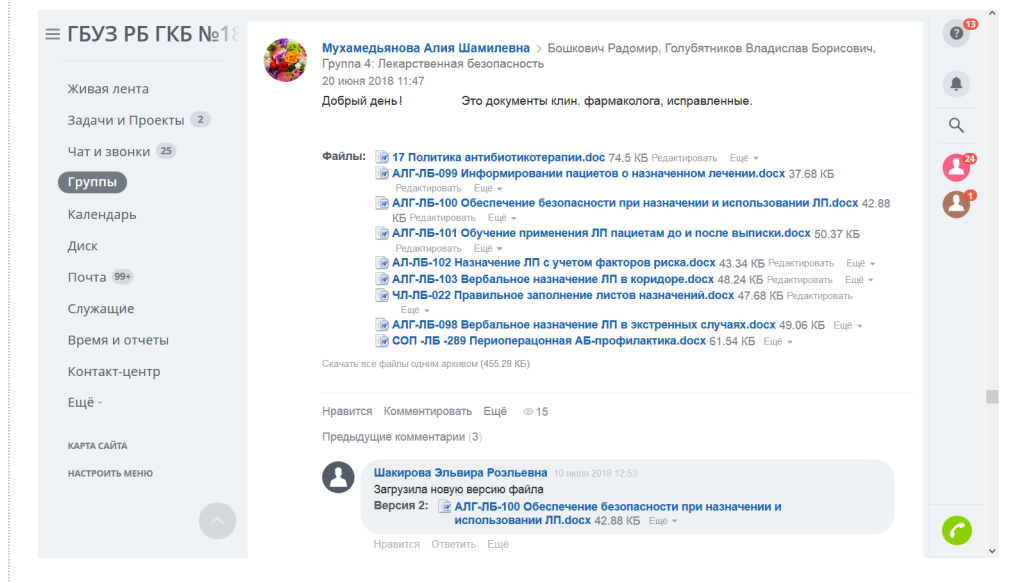 ГБУЗ РБ ГКБ №18
Живая лента
Задачи и Проекты 2
Чат и звонки 25
Группы
Календарь
Диск
Почта 99+
Служащие
Время и отчеты
Контакт-центр
Ещё
КАРТА САЙТА
НАСТРОИТЬ МЕНЮ
Мухамедьянова Алия Шамилевна > Бошкович Радомир, Голубятников Владислав Борисович,
Группа 4: Лекарственная безопасность
20 июня 2018 11:47
Добрый день! Это документы клин. фармаколога, исправленные.
Файлы: 17 Политика антибиотикотерапии.doc 74.5 КБ Редактировать Ещё
АЛГ-ЛБ-099 Информировании пациетов о назначенном лечении.docx 37.68 КБ
Редактировать Ещё
АЛГ-ЛБ-100 Обеспечение безопасности при назначении и использовании ЛП.docx 42.88
КБ Редактировать Ещё
АЛГ-ЛБ-101 Обучение применения ЛП пациетам до и после выписки.docx 50.37 КБ
Редактировать Ещё
АЛ-ЛБ-102 Назначение ЛП с учетом факторов риска.docx 43.34 КБ Редактировать Ещё
АЛГ-ЛБ-103 Вербальное назначение ЛП в коридоре.docx 48.24 КБ Редактировать Ещё
ЧЛ-ЛБ-022 Правильное заполнение листов назначений.docx 47.68 КБ Редактировать
Ещё
АЛГ-ЛБ-098 Вербальное назначение ЛП в экстренных случаях.docx 49.06 КБ Ещё
СОП -ЛБ -289 Периоперацонная АБ-профилактика.docx 61.54 КБ Ещё
Скачать все файлы одним архивом (455.28 КБ)
Нравится Комментировать Ещё 15
Предыдущие комментарии (3)
Шакирова Эльвира Роэльевна 10 июля 2018 12:53
Загрузила новую версию файла
Версия 2: АЛГ-ЛБ-100 Обеспечение безопасности при назначении и
использовании ЛП.docx 42.88 КБ Ещё
Нравится Ответить Ещё
?
13
24
1